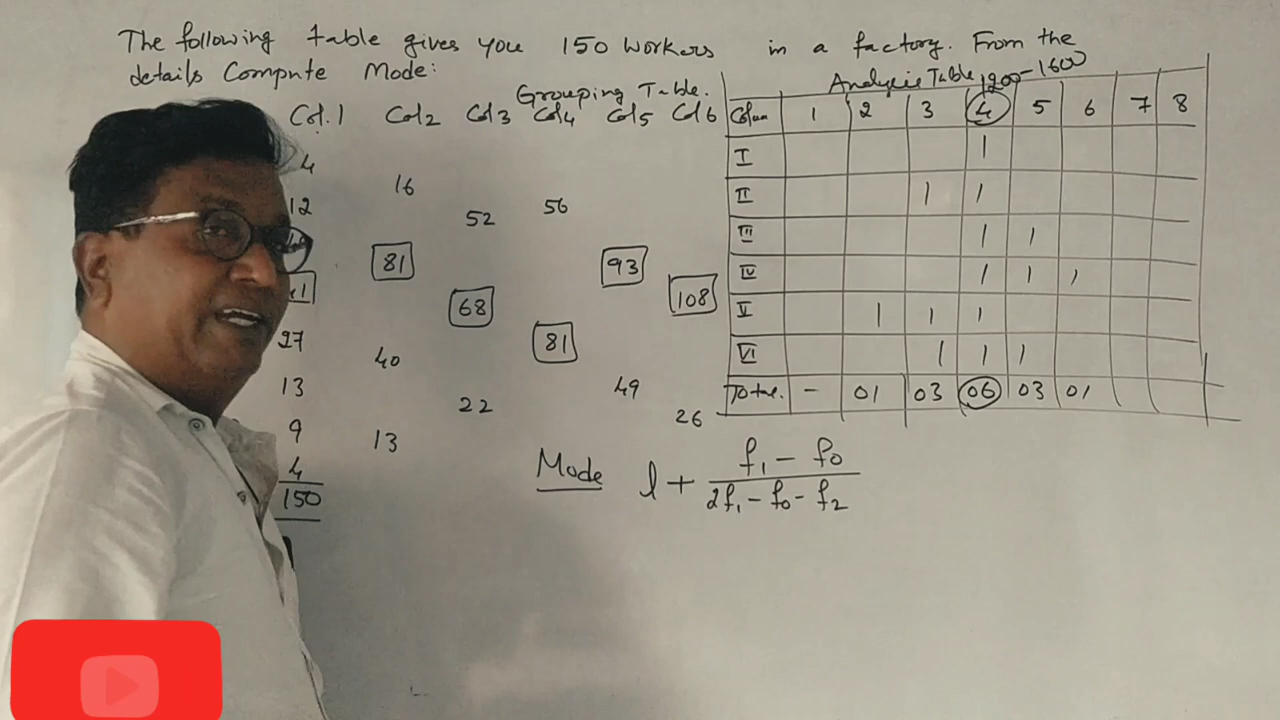 The following table gives you 150 workers in a factory. From the
details Compute Mode:
Grouping Table.
Analysis Table 1200-1600
Col.1 Col2 Col3 Col4 Col5 Col6
Colum 1 2 3 4 5 6 7 8
4
12
27
13
9
4
150
16
81
40
13
52
68
22
56
81
93
49
108
26
I 1
II 1 1
III 1 1
IV 1 1 1
V 1 1 1
VI 1 1 1
Total. - 01 03 06 03 01
Mode l + f₁ - f₀
2f₁ - f₀ - f₂